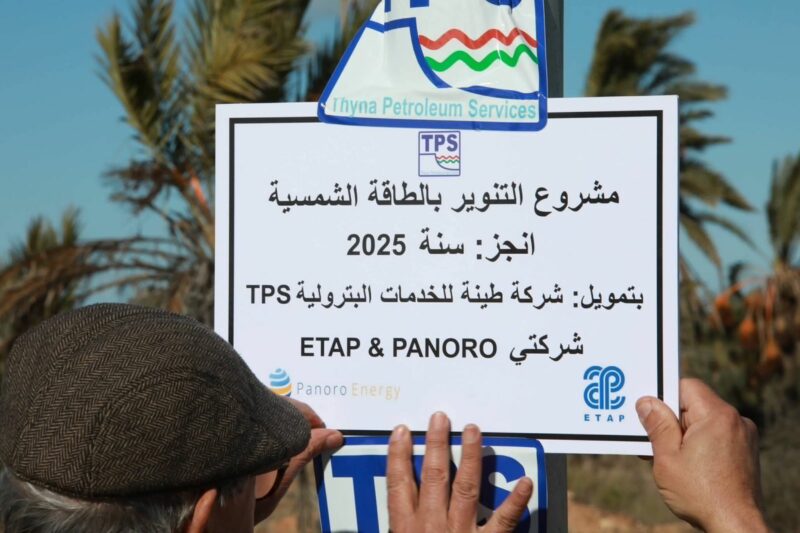 TPS
Thyna Petroleum Services
TPS
مشروع التنوير بالطاقة الشمسية
انجز: سنة 2025
بتمويل: شركة طينة للخدمات البترولية TPS
شركتي ETAP & PANORO
Panoro Energy
ETAP
TPS